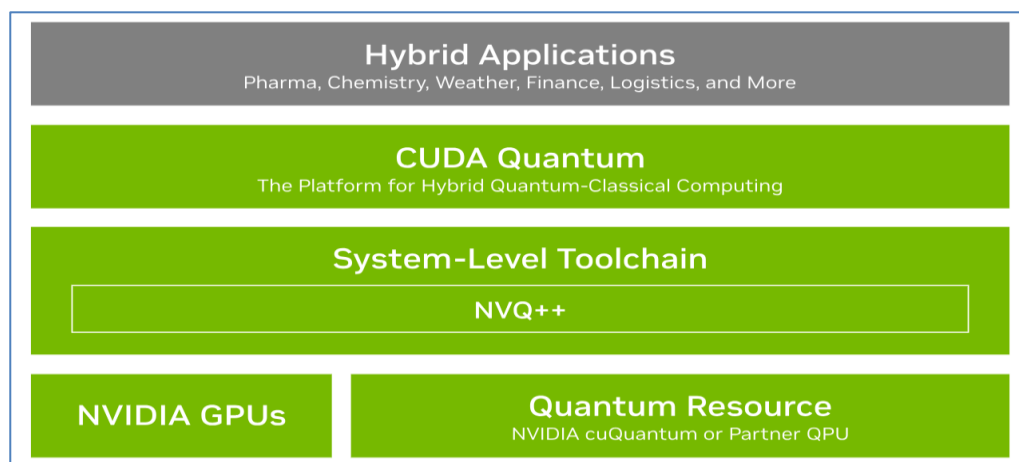 Hybrid Applications
Pharma, Chemistry, Weather, Finance, Logistics, and More
CUDA Quantum
The Platform for Hybrid Quantum-Classical Computing
System-Level Toolchain
NVQ++
NVIDIA GPUs
Quantum Resource
NVIDIA cuQuantum or Partner QPU